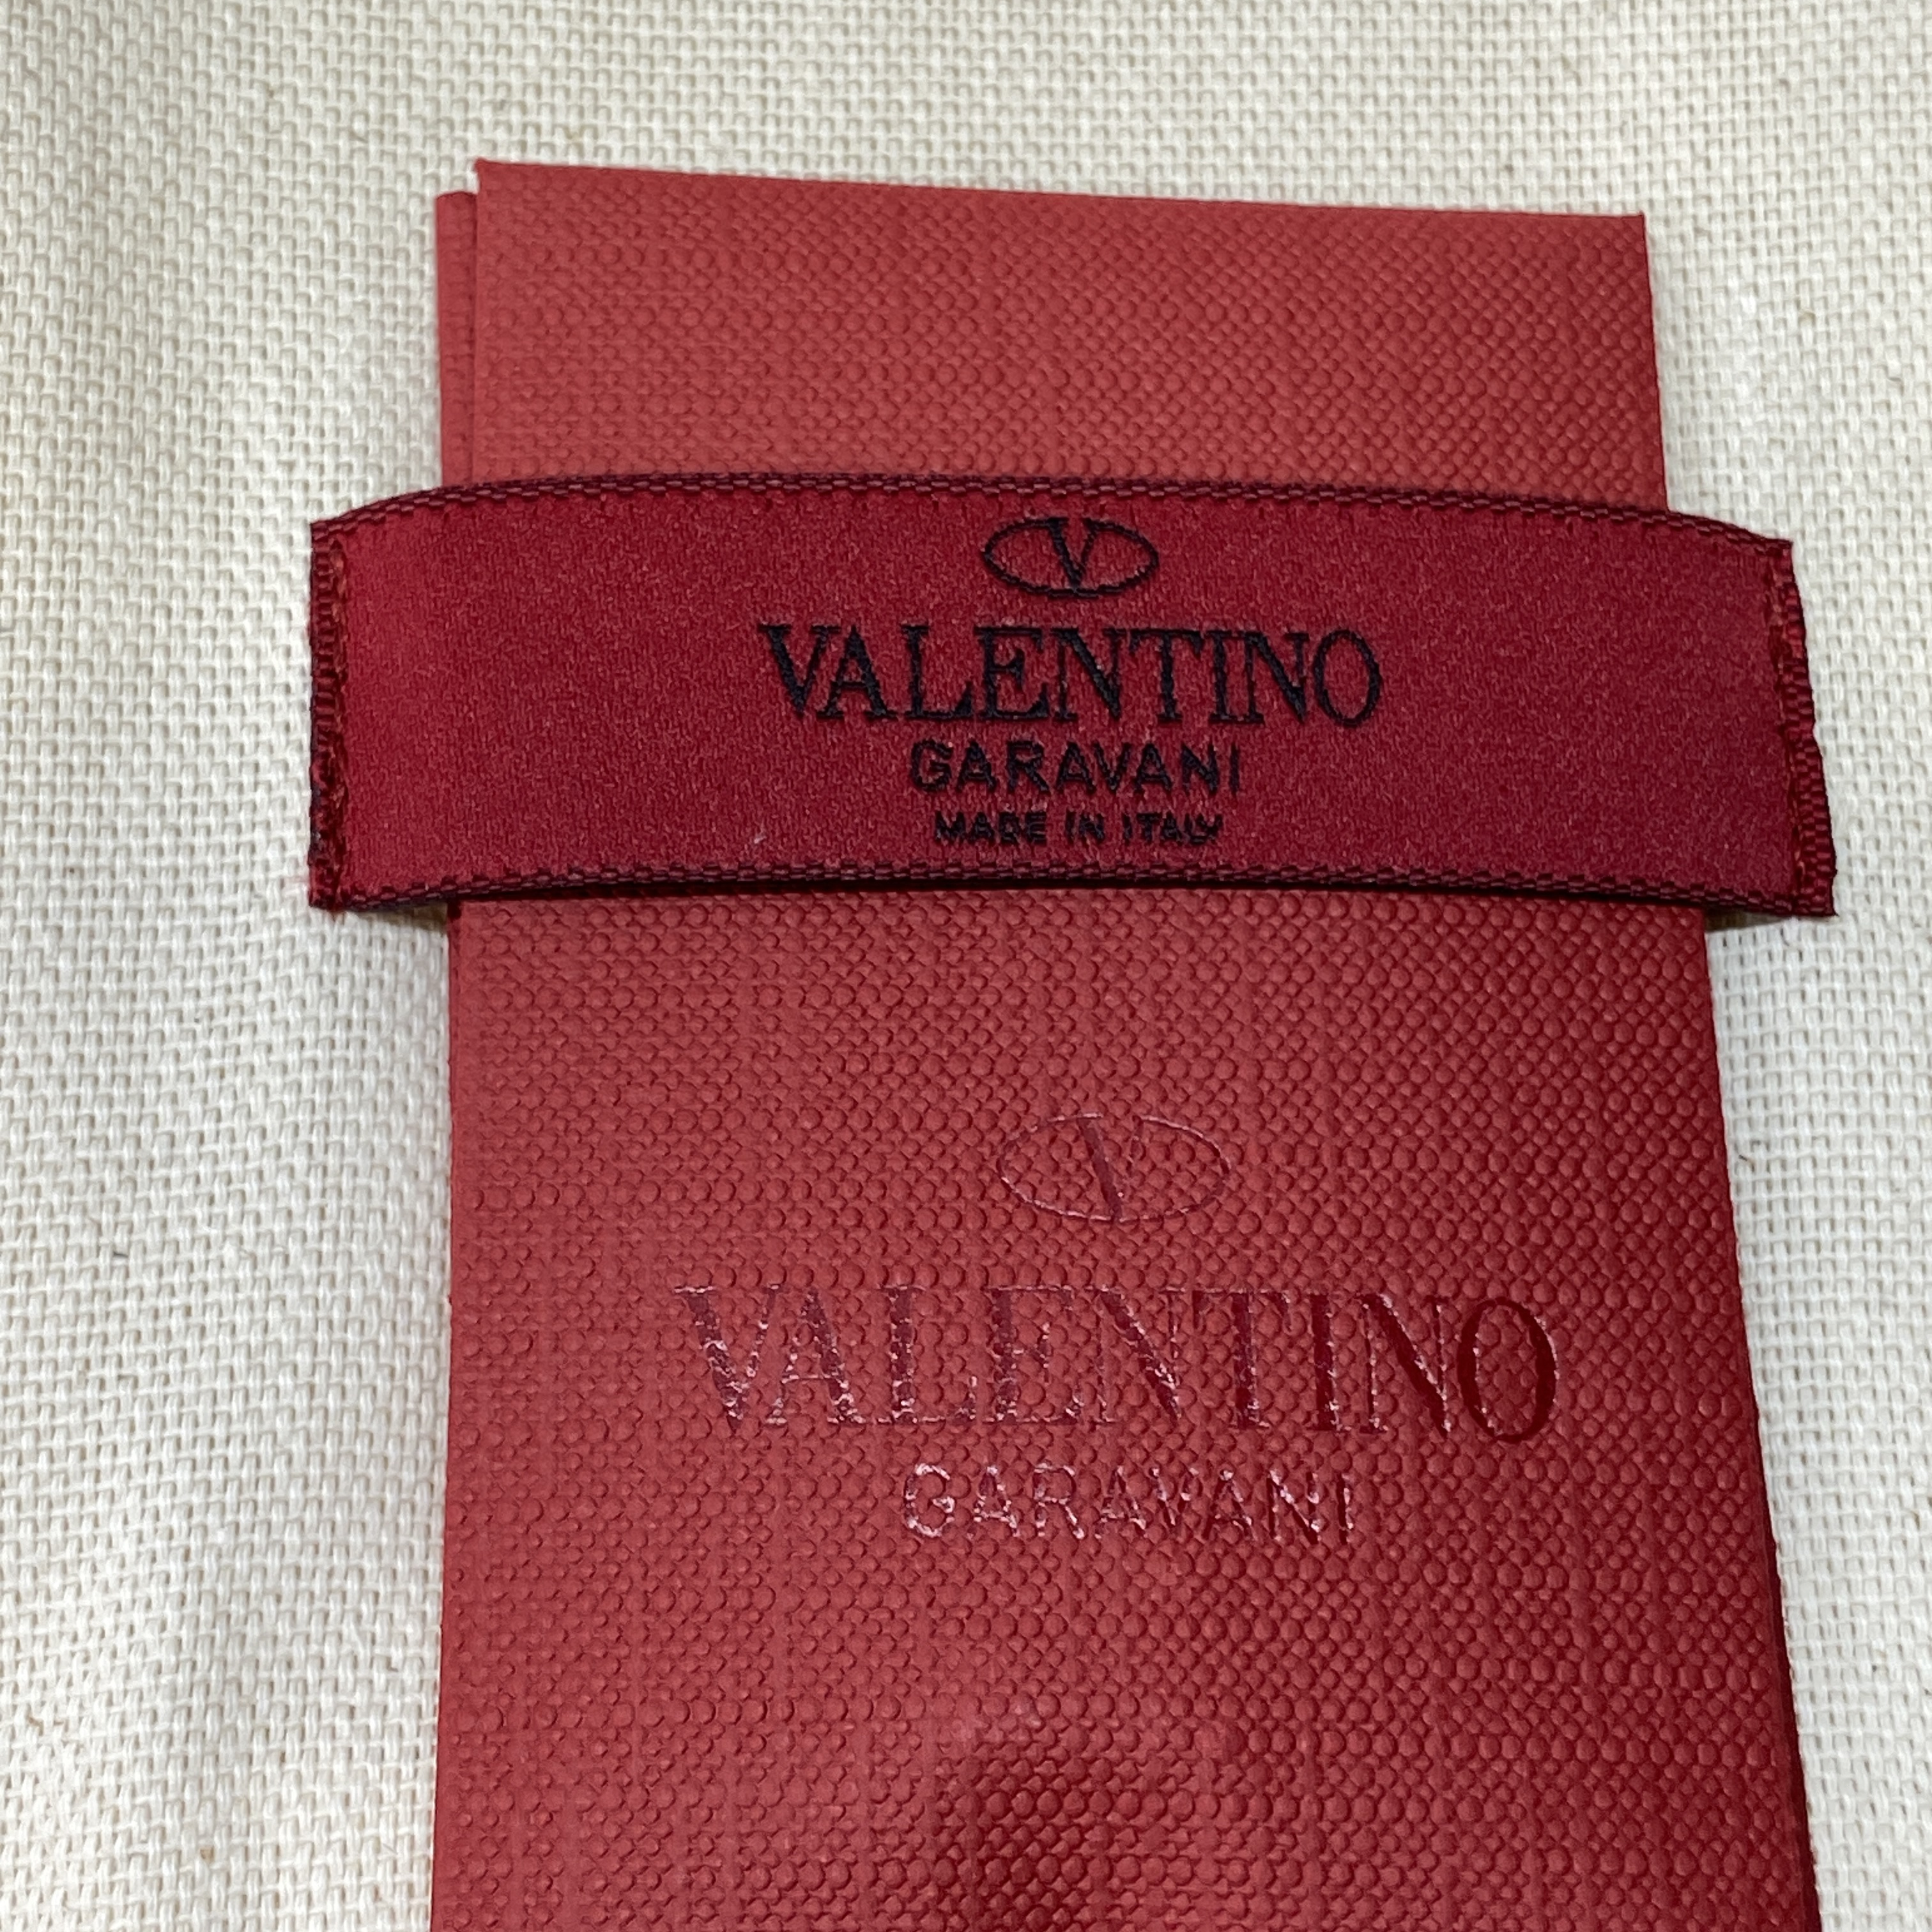 V
VALENTINO
GARAVANI
MADE IN ITALY
V
VALENTINO
GARAVANI